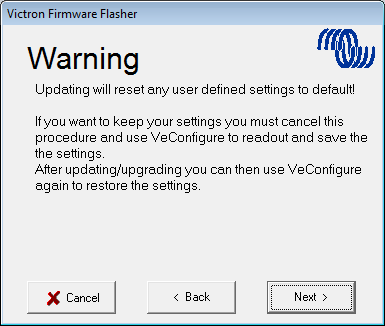 Victron Firmware Flasher
Warning
Updating will reset any user defined settings to default!
If you want to keep your settings you must cancel this
procedure and use VeConfigure to readout and save the
the settings.
After updating/upgrading you can then use VeConfigure
again to restore the settings.
Cancel
< Back
Next >